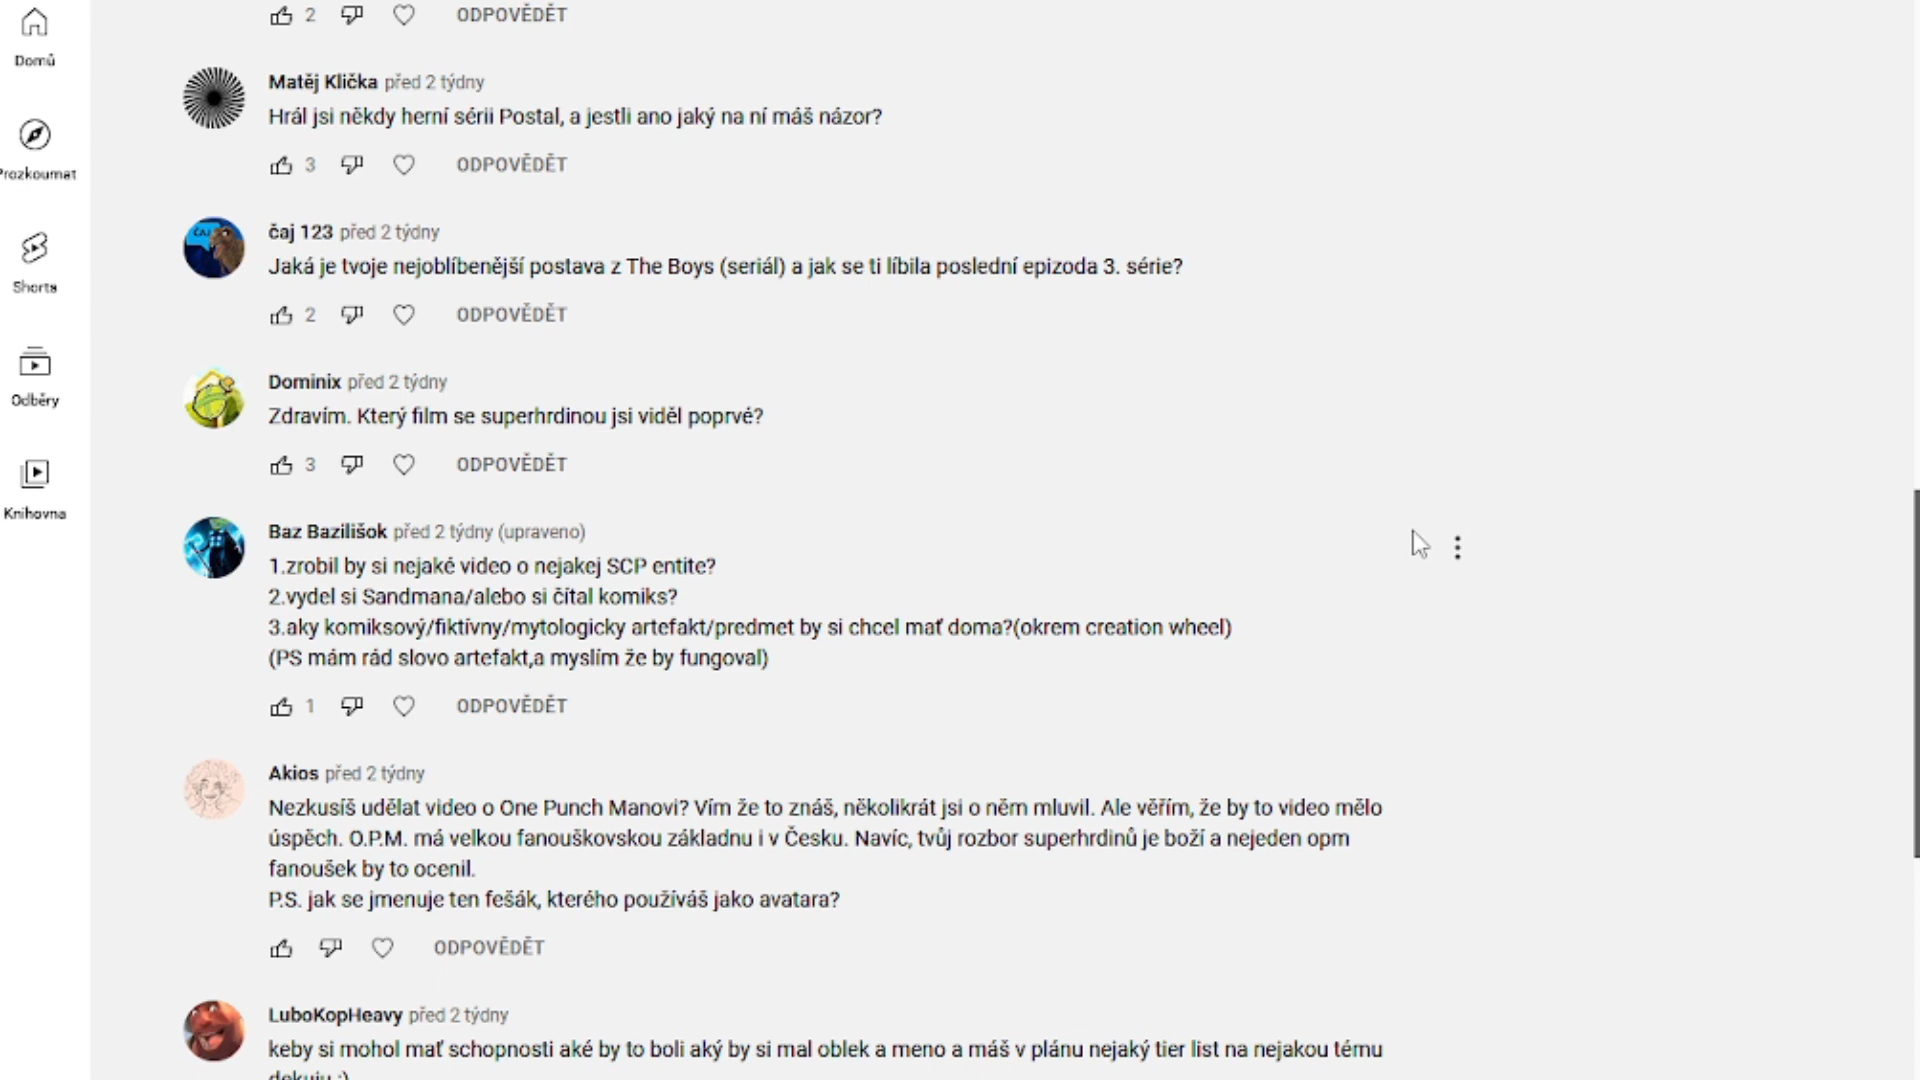 2 ODPOVĚDĚT
Domů
Matěj Klička před 2 týdny
Hrál jsi někdy herní sérii Postal, a jestli ano jaký na ní máš názor?
3 ODPOVĚDĚT
Prozkoumat
čaj 123 před 2 týdny
ČAJ
Jaká je tvoje nejoblíbenější postava z The Boys (seriál) a jak se ti líbila poslední epizoda 3. série?
Shorts
2 ODPOVĚDĚT
Dominix před 2 týdny
Odběry
Zdravím. Který film se superhrdinou jsi viděl poprvé?
3 ODPOVĚDĚT
Knihovna
Baz Bazilišok před 2 týdny (upraveno)
1.zrobil by si nejaké video o nejakej SCP entite?
2.vydel si Sandmana/alebo si čítal komiks?
3.aky komiksový/fiktívny/mytologicky artefakt/predmet by si chcel mať doma?(okrem creation wheel)
(PS mám rád slovo artefakt,a myslím že by fungoval)
1 ODPOVĚDĚT
Akios před 2 týdny
Nezkusíš udělat video o One Punch Manovi? Vím že to znáš, několikrát jsi o něm mluvil. Ale věřím, že by to video mělo
úspěch. O.P.M. má velkou fanouškovskou základnu i v Česku. Navíc, tvůj rozbor superhrdinů je boží a nejeden opm
fanoušek by to ocenil.
P.S. jak se jmenuje ten fešák, kterého používáš jako avatara?
ODPOVĚDĚT
LuboKopHeavy před 2 týdny
keby si mohol mať schopnosti aké by to boli aký by si mal oblek a meno a máš v plánu nejaký tier list na nejakou tému
dekuju :)